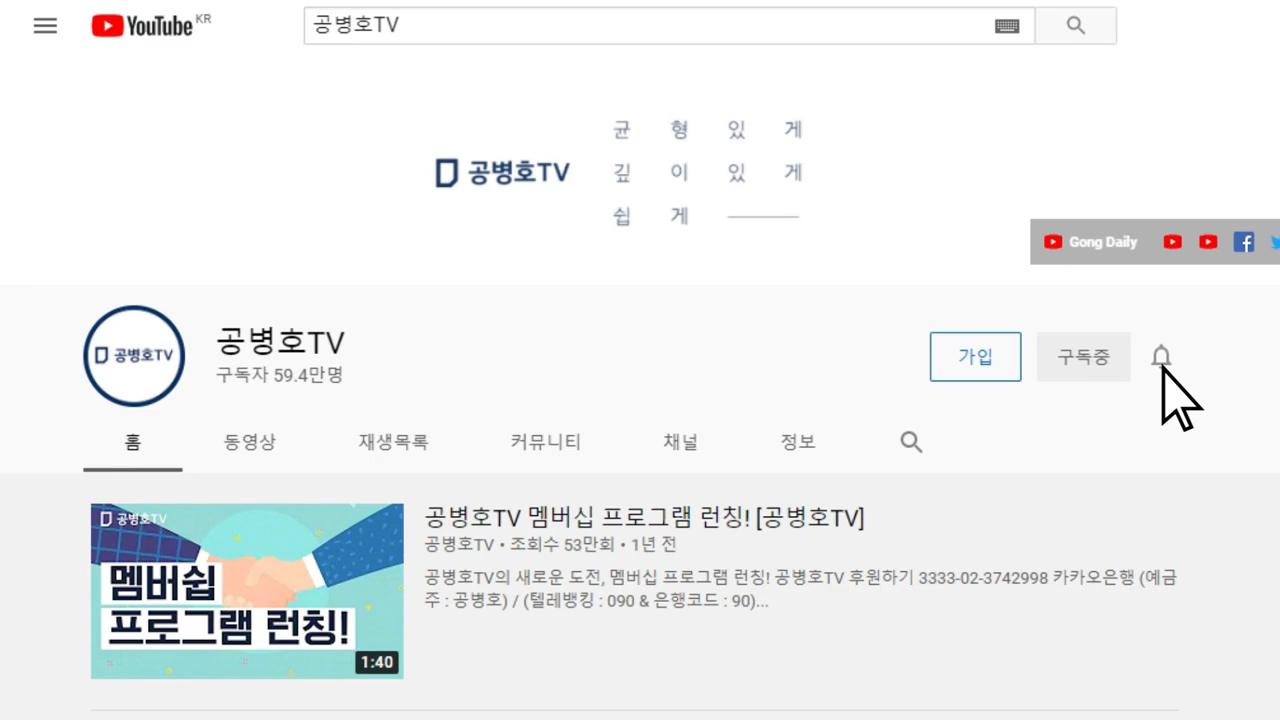 YouTube KR
공병호TV
균 형 있 게
공병호TV
깊 이 있 게
쉽 게
Gong Daily
공병호TV
공병호TV
구독자 59.4만명
가입
구독중
홈 동영상 재생목록 커뮤니티 채널 정보
공병호TV
멤버쉽
프로그램 런칭!
1:40
공병호TV 멤버십 프로그램 런칭! [공병호TV]
공병호TV • 조회수 53만회 • 1년 전
공병호TV의 새로운 도전, 멤버십 프로그램 런칭! 공병호TV 후원하기 3333-02-3742998 카카오은행 (예금
주 : 공병호) / (텔레뱅킹 : 090 & 은행코드 : 90)...